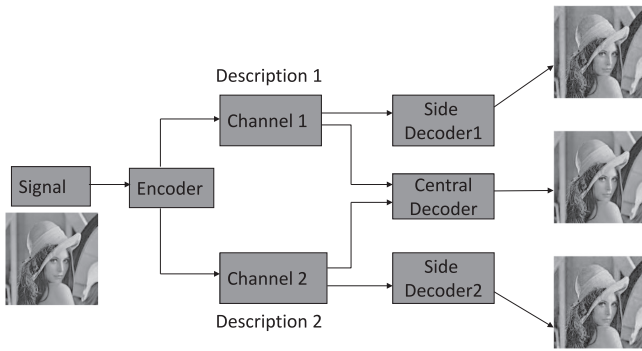 Description 1
Channel 1
Side
Decoder1
Signal
Encoder
Central
Decoder
Channel 2
Side
Decoder2
Description 2